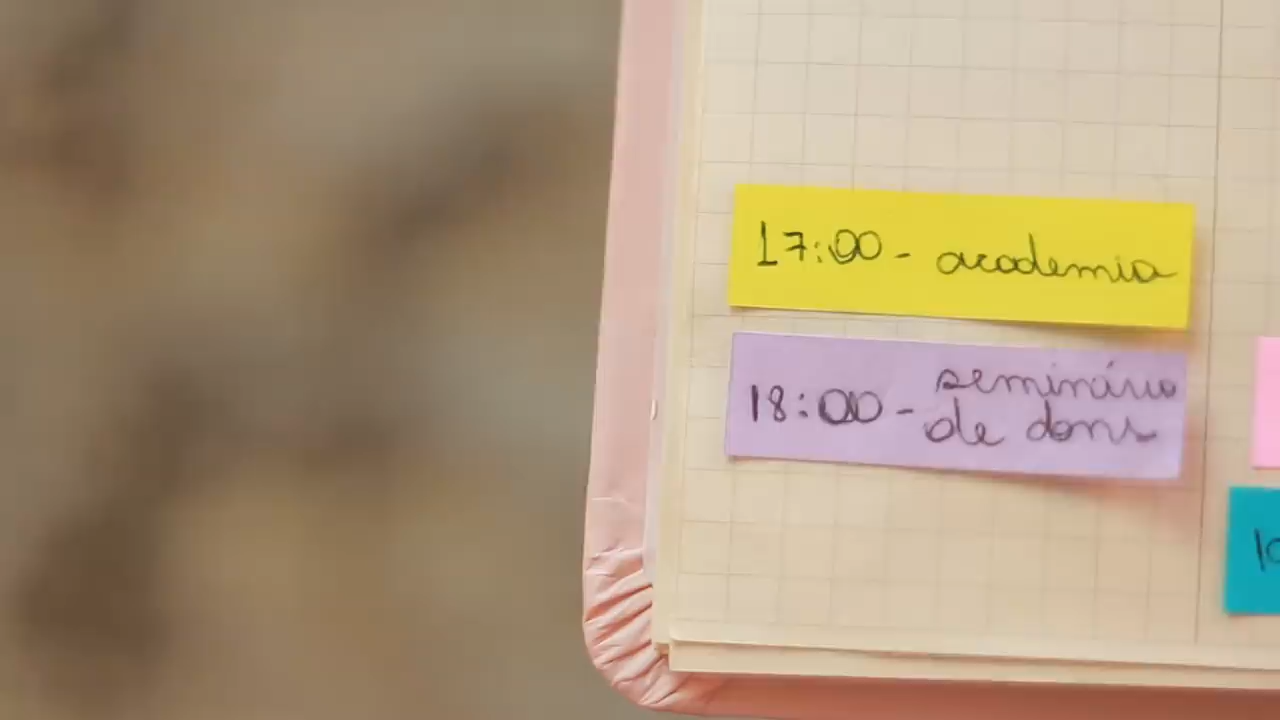 17:00 - academia
18:00 - seminário
de dons